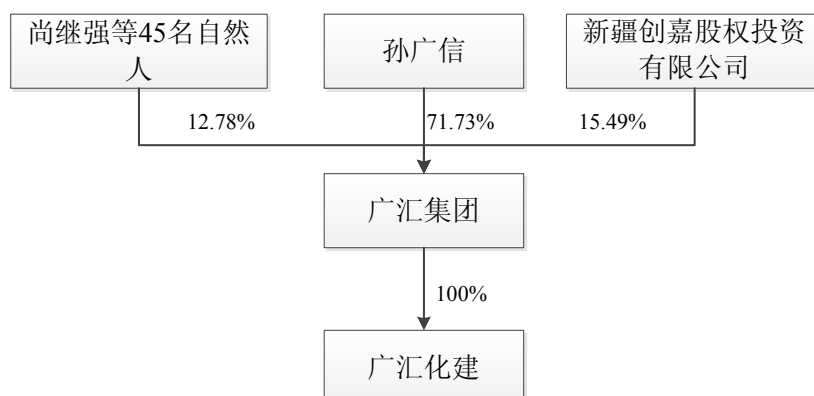 尚继强等45名自然
人
孙广信
新疆创嘉股权投资
有限公司
12.78%
71.73%
15.49%
广汇集团
100%
广汇化建